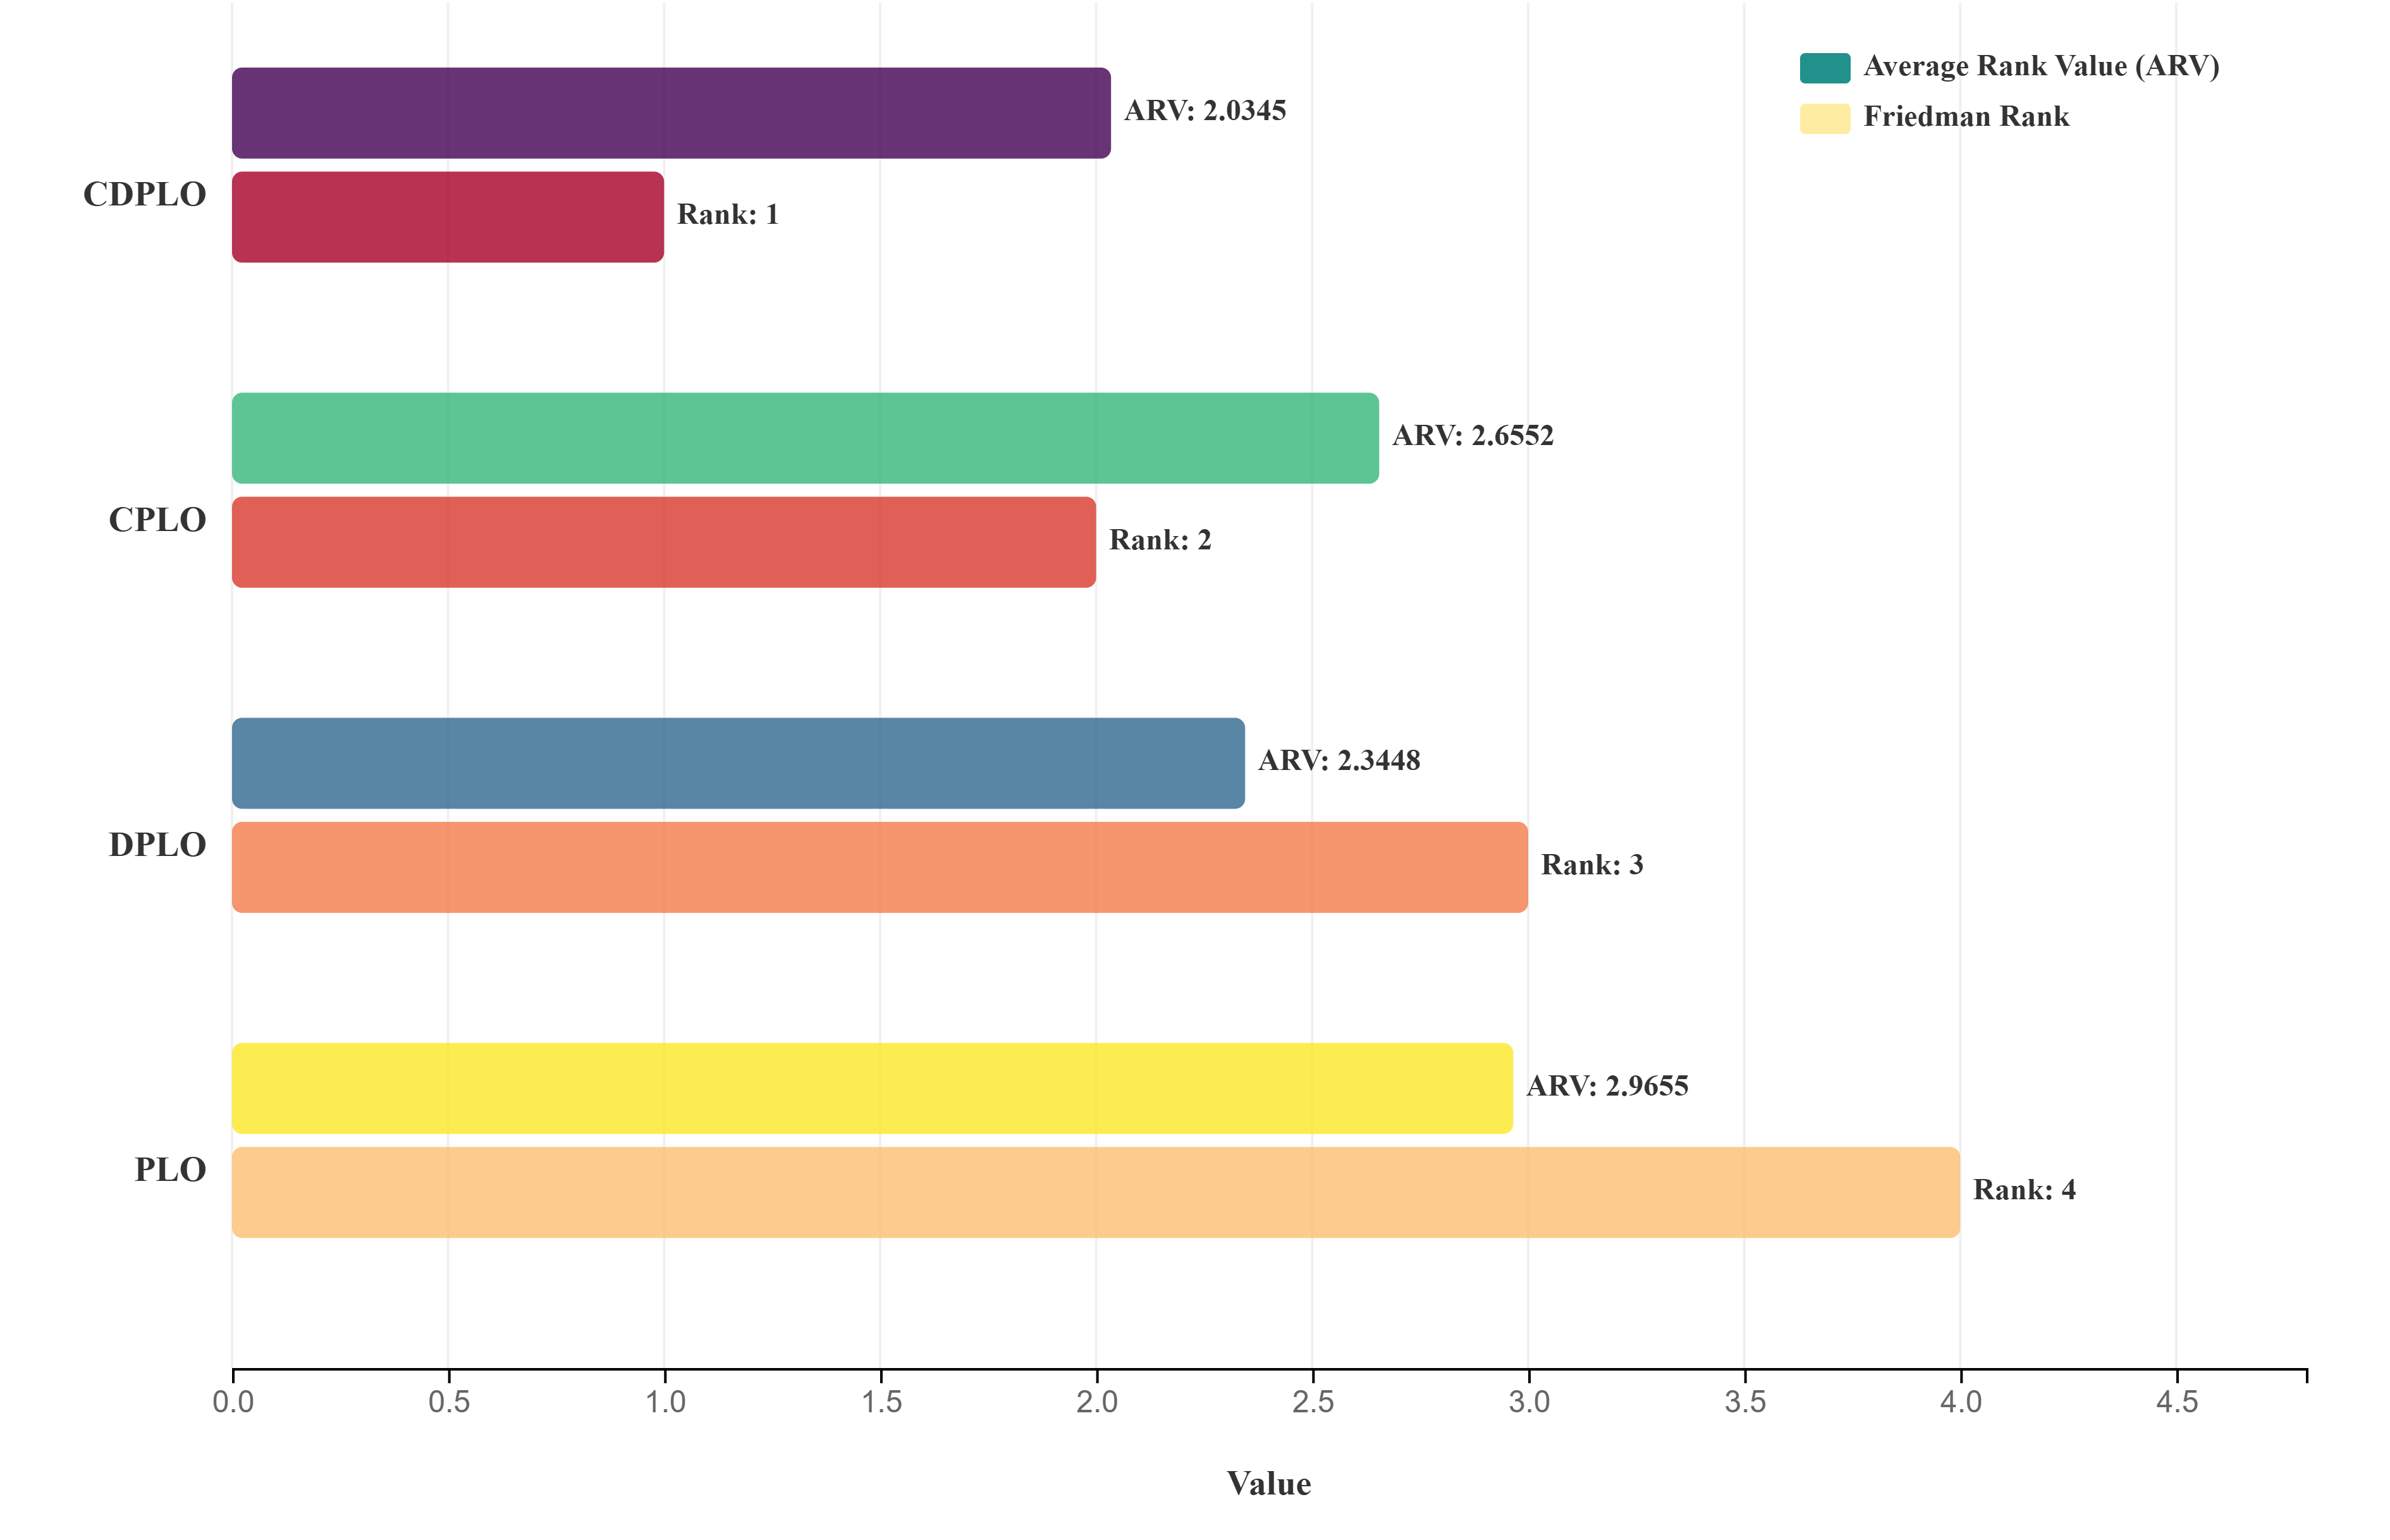 Average Rank Value (ARV)
Friedman Rank
CDPLO
ARV: 2.0345
Rank: 1
CPLO
ARV: 2.6552
Rank: 2
DPLO
ARV: 2.3448
Rank: 3
PLO
ARV: 2.9655
Rank: 4
0.0 0.5 1.0 1.5 2.0 2.5 3.0 3.5 4.0 4.5
Value